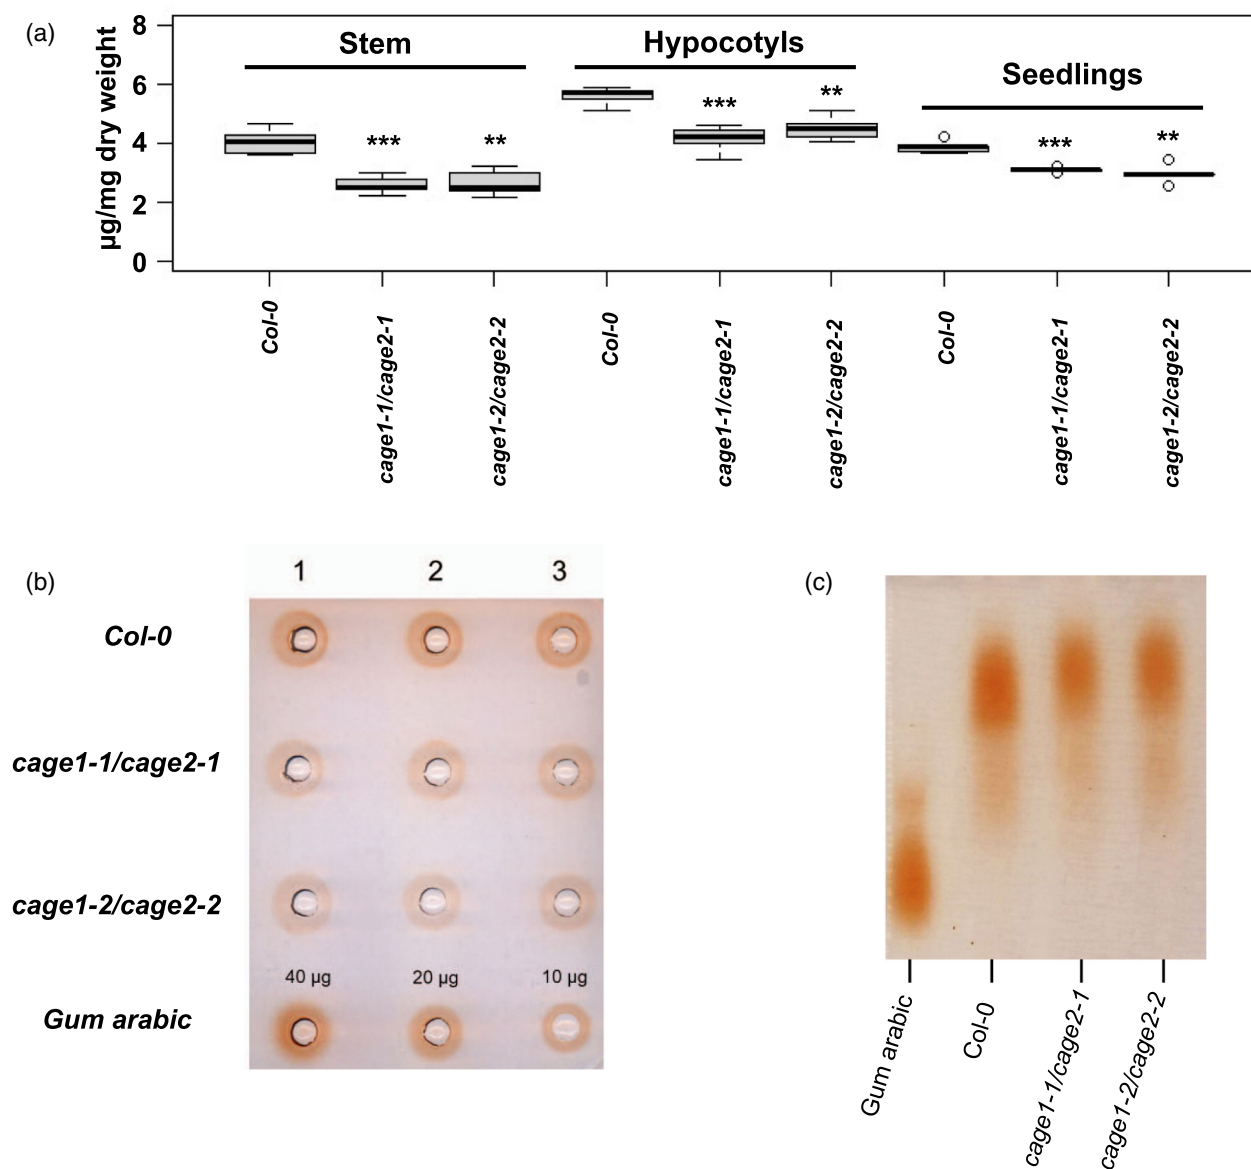 (a)
8
6
4
2
0
µg/mg dry weight
Stem
Hypocotyls
Seedlings
***
**
***
**
***
**
Col-0
cage1-1/cage2-1
cage1-2/cage2-2
Col-0
cage1-1/cage2-1
cage1-2/cage2-2
Col-0
cage1-1/cage2-1
cage1-2/cage2-2
(b)
1 2 3
Col-0
cage1-1/cage2-1
cage1-2/cage2-2
40 µg 20 µg 10 µg
Gum arabic
(c)
Gum arabic
Col-0
cage1-1/cage2-1
cage1-2/cage2-2